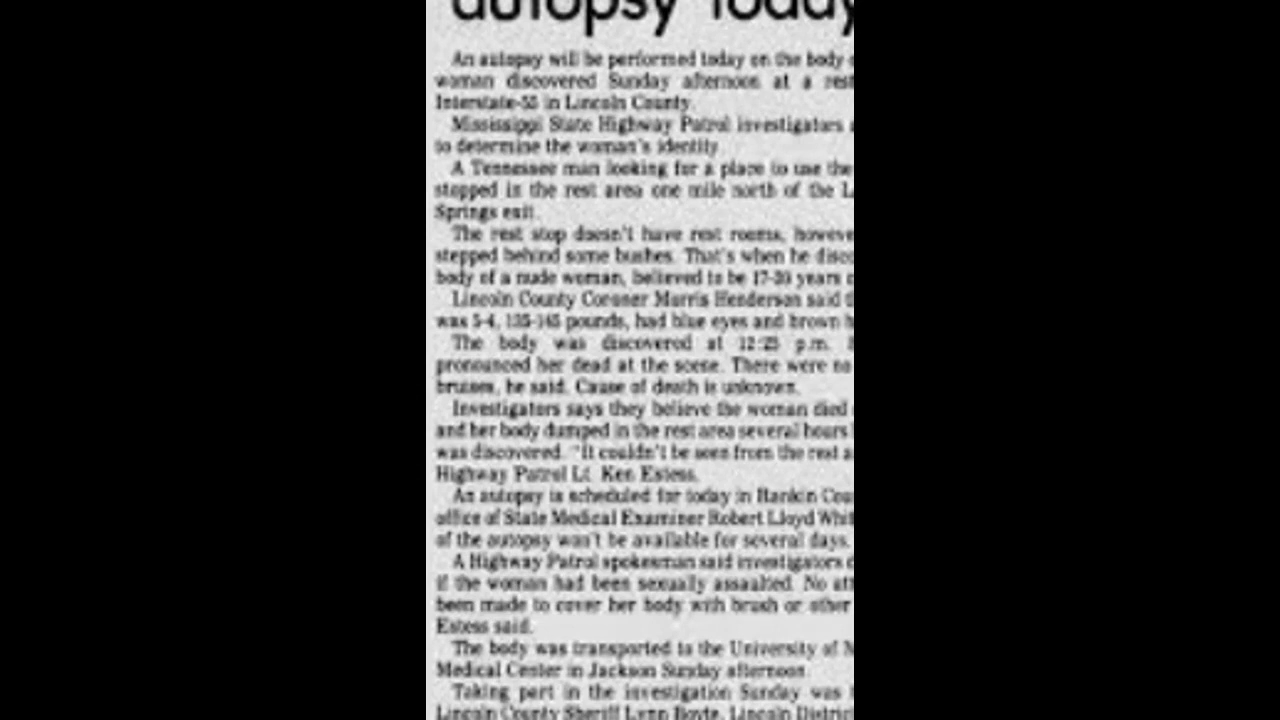 autopsy today
An autopsy will be performed today on the body
woman discovered Sunday afternoon at a rest
Interstate-55 in Lincoln County.
Mississippi State Highway Patrol investigators
to determine the woman's identity.
A Tennessee man looking for a place to use the
stopped in the rest area one mile north of the
Springs exit.
The rest stop doesn't have rest rooms, howeve
stepped behind some bushes. That's when he disco
body of a nude woman, believed to be years
Lincoln County Coroner Morris Henderson said
was 5-4, 135-145 pounds, had blue eyes and brown
The body was discovered at 12:25 p.m.
pronounced her dead at the scene. There were no
bruises, he said. Cause of death is unknown.
Investigators says they believe the woman died
and her body dumped in the rest area several hours
was discovered. "It couldn't be seen from the rest a
Highway Patrol Lt. Ken Estess.
An autopsy is scheduled for today in Rankin Cou
office of State Medical Examiner Robert Lloyd Whit
of the autopsy won't be available for several days.
A Highway Patrol spokesman said investigators
if the woman had been sexually assaulted. No att
been made to cover her body with brush or other
Estess said.
The body was transported to the University of M
Medical Center in Jackson Sunday afternoon.
Taking part in the investigation Sunday was
Lincoln County Sheriff Lynn Boyte, Lincoln District